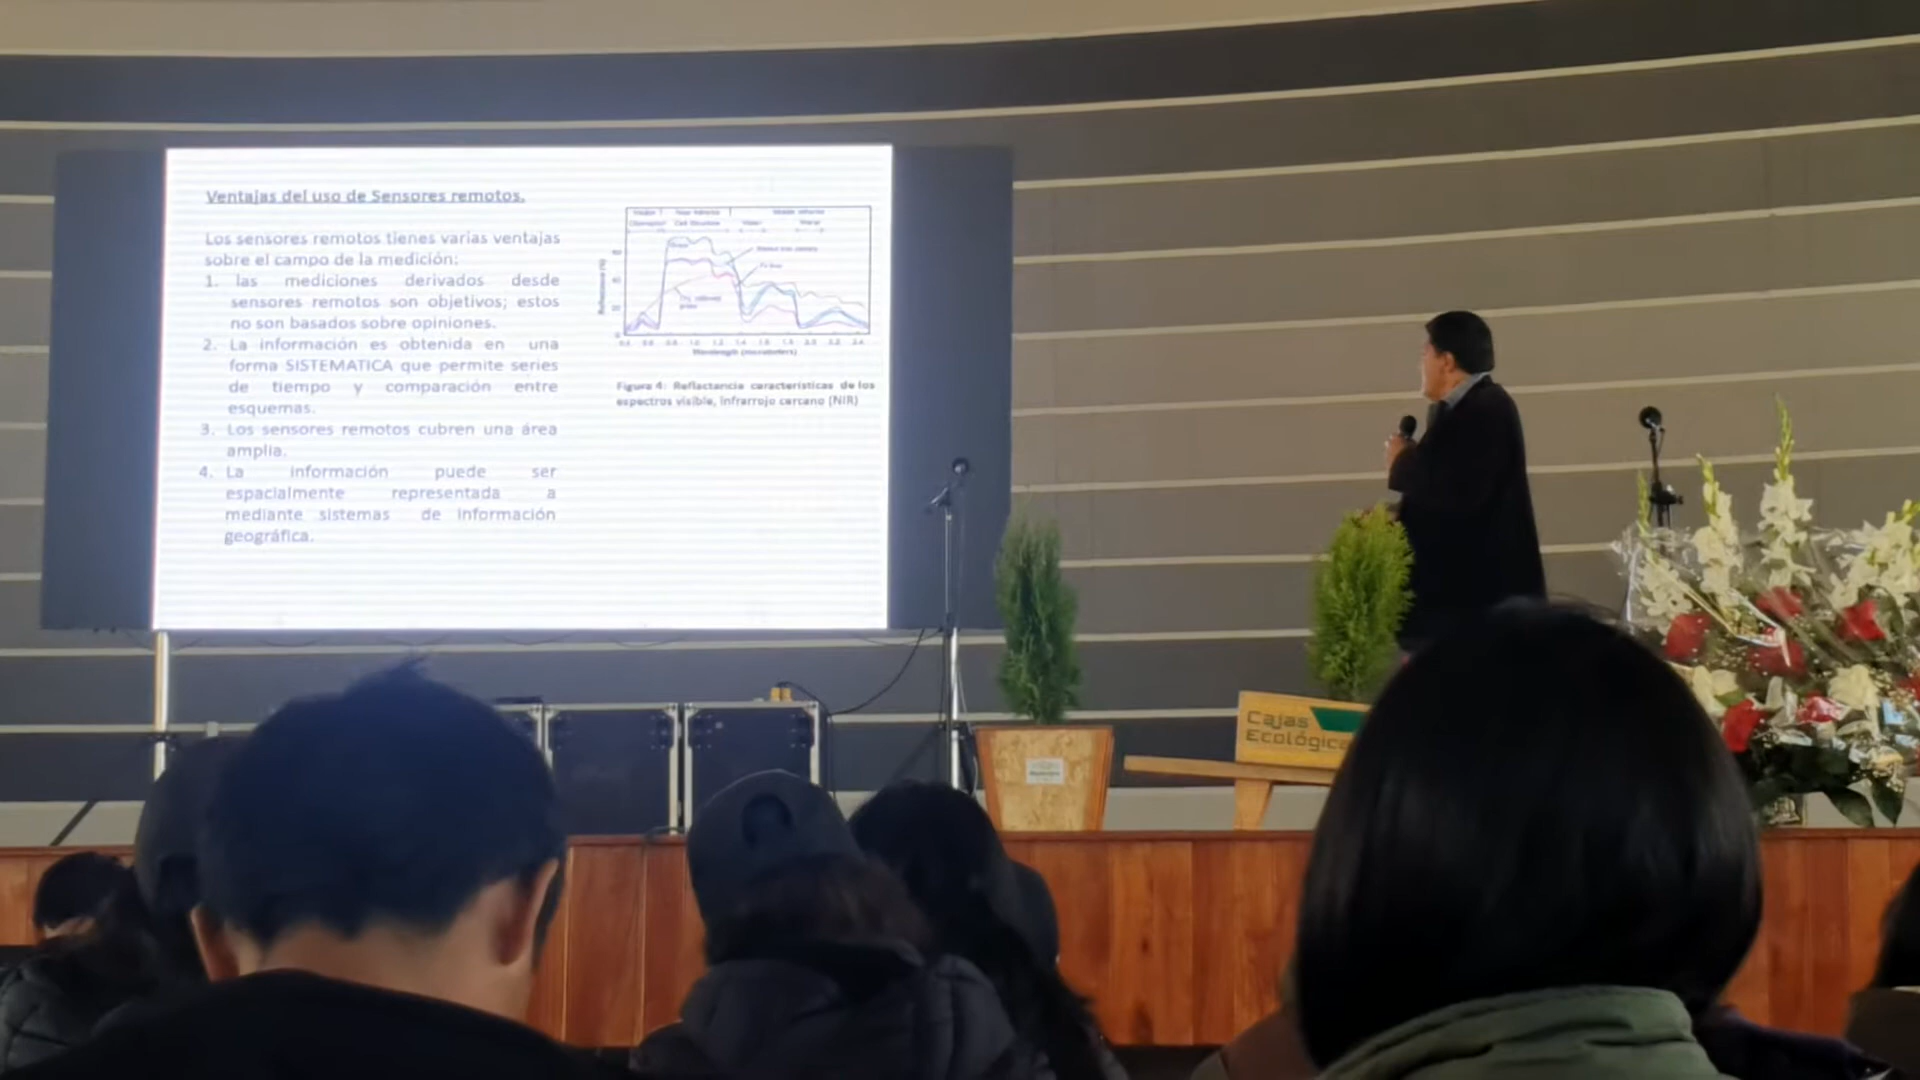 Ventajas del uso de Sensores remotos.
Los sensores remotos tienes varias ventajas
sobre el campo de la medición:
1. las mediciones derivados desde
sensores remotos son objetivos; estos
no son basados sobre opiniones.
2. La información es obtenida en una
forma SISTEMATICA que permite series
de tiempo y comparación entre
esquemas.
3. Los sensores remotos cubren una área
amplia.
4. La información puede ser
espacialmente representada a
mediante sistemas de información
geográfica.
Reflectance (%)
Wavelength (micrometers)
Figura 4: Reflactancia características de los
espectros visible, infrarrojo cercano (NIR)
Cajas
Ecológica